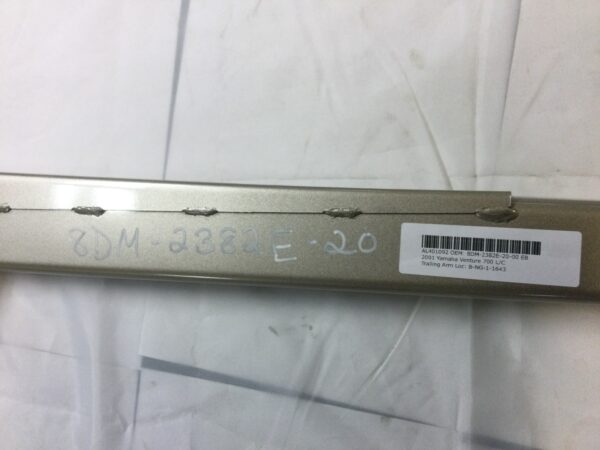 8DM-2382E-20
AL401092 OEM: 8DM-2382E-20-00 EB
2001 Yamaha Venture 700 L/C
Trailing Arm Loc: B-NG-1-1643